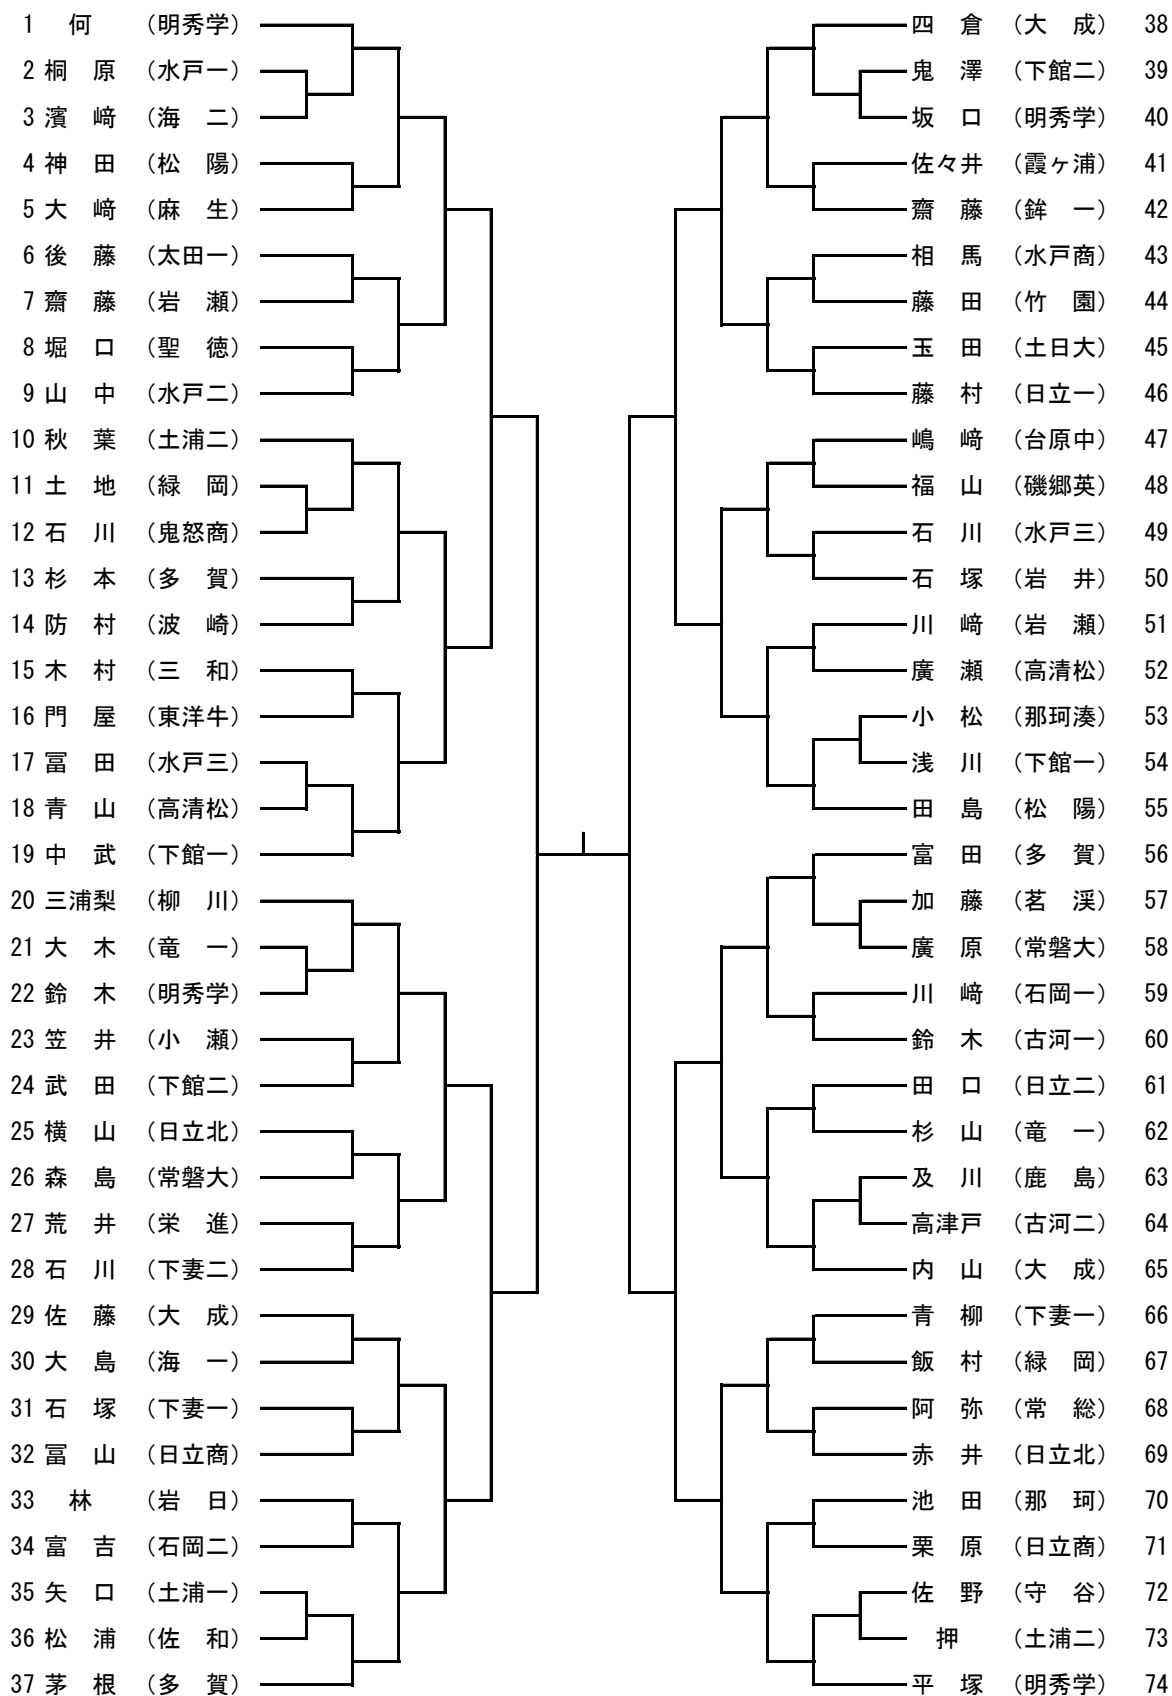 1 何 （明秀学）
2 桐 原 （水戸一）
3 濱 﨑 （海 二）
4 神 田 （松 陽）
5 大 﨑 （麻 生）
6 後 藤 （太田一）
7 齋 藤 （岩 瀬）
8 堀 口 （聖 徳）
9 山 中 （水戸二）
10 秋 葉 （土浦二）
11 土 地 （緑 岡）
12 石 川 （鬼怒商）
13 杉 本 （多 賀）
14 防 村 （波 崎）
15 木 村 （三 和）
16 門 屋 （東洋牛）
17 冨 田 （水戸三）
18 青 山 （高清松）
19 中 武 （下館一）
20 三浦梨 （柳 川）
21 大 木 （竜 一）
22 鈴 木 （明秀学）
23 笠 井 （小 瀬）
24 武 田 （下館二）
25 横 山 （日立北）
26 森 島 （常磐大）
27 荒 井 （栄 進）
28 石 川 （下妻二）
29 佐 藤 （大 成）
30 大 島 （海 一）
31 石 塚 （下妻一）
32 冨 山 （日立商）
33 林 （岩 日）
34 富 吉 （石岡二）
35 矢 口 （土浦一）
36 松 浦 （佐 和）
37 茅 根 （多 賀）
四 倉 （大 成） 38
鬼 澤 （下館二） 39
坂 口 （明秀学） 40
佐々井 （霞ヶ浦） 41
齋 藤 （鉾 一） 42
相 馬 （水戸商） 43
藤 田 （竹 園） 44
玉 田 （土日大） 45
藤 村 （日立一） 46
嶋 﨑 （台原中） 47
福 山 （磯郷英） 48
石 川 （水戸三） 49
石 塚 （岩 井） 50
川 﨑 （岩 瀬） 51
廣 瀬 （高清松） 52
小 松 （那珂湊） 53
浅 川 （下館一） 54
田 島 （松 陽） 55
富 田 （多 賀） 56
加 藤 （茗 渓） 57
廣 原 （常磐大） 58
川 﨑 （石岡一） 59
鈴 木 （古河一） 60
田 口 （日立二） 61
杉 山 （竜 一） 62
及 川 （鹿 島） 63
高津戸 （古河二） 64
内 山 （大 成） 65
青 柳 （下妻一） 66
飯 村 （緑 岡） 67
阿 弥 （常 総） 68
赤 井 （日立北） 69
池 田 （那 珂） 70
栗 原 （日立商） 71
佐 野 （守 谷） 72
押 （土浦二） 73
平 塚 （明秀学） 74